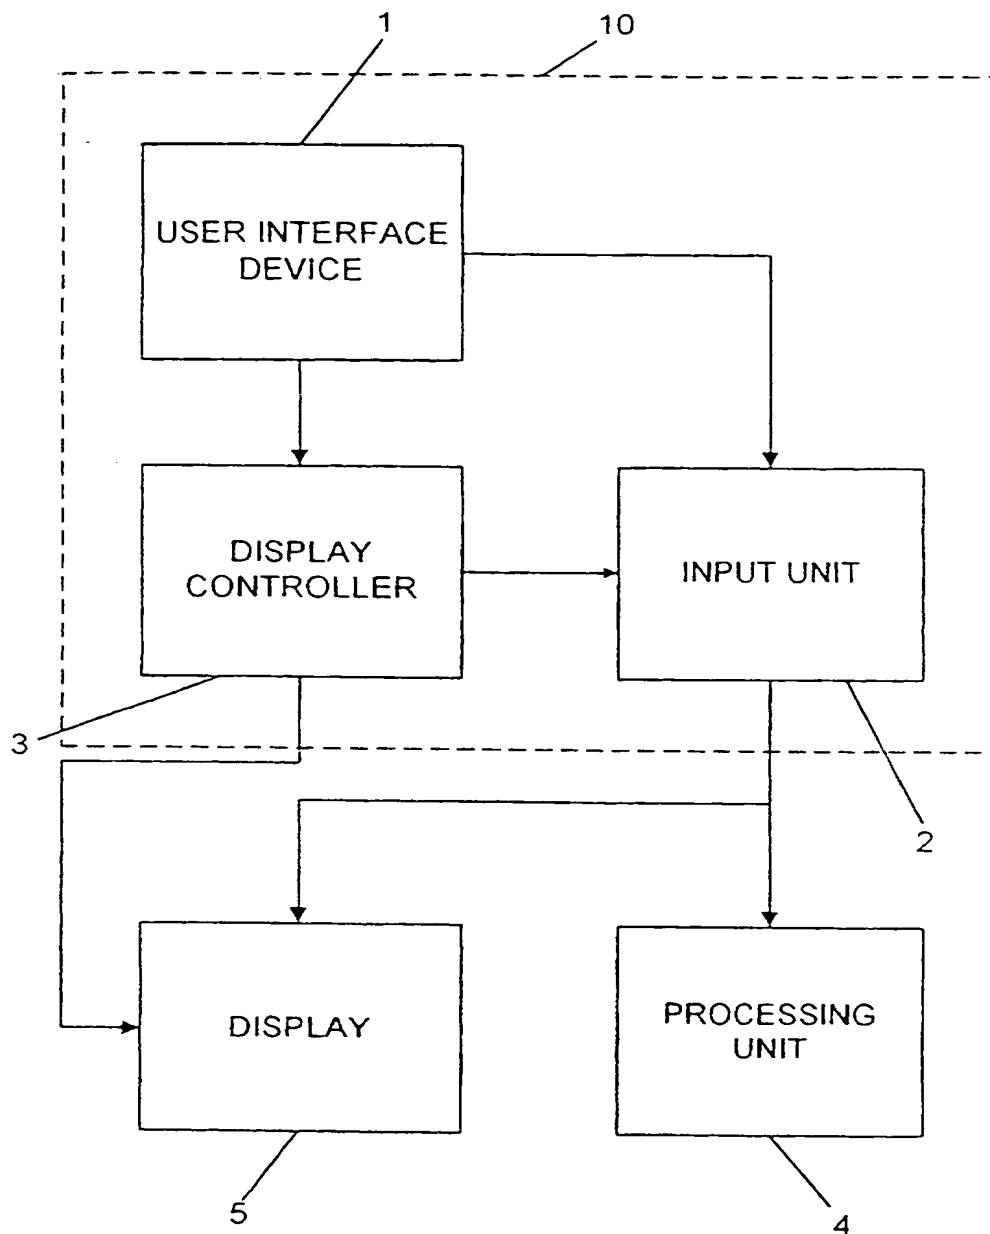 1
10
USER INTERFACE
DEVICE
DISPLAY
CONTROLLER
INPUT UNIT
3
2
DISPLAY
PROCESSING
UNIT
5
4